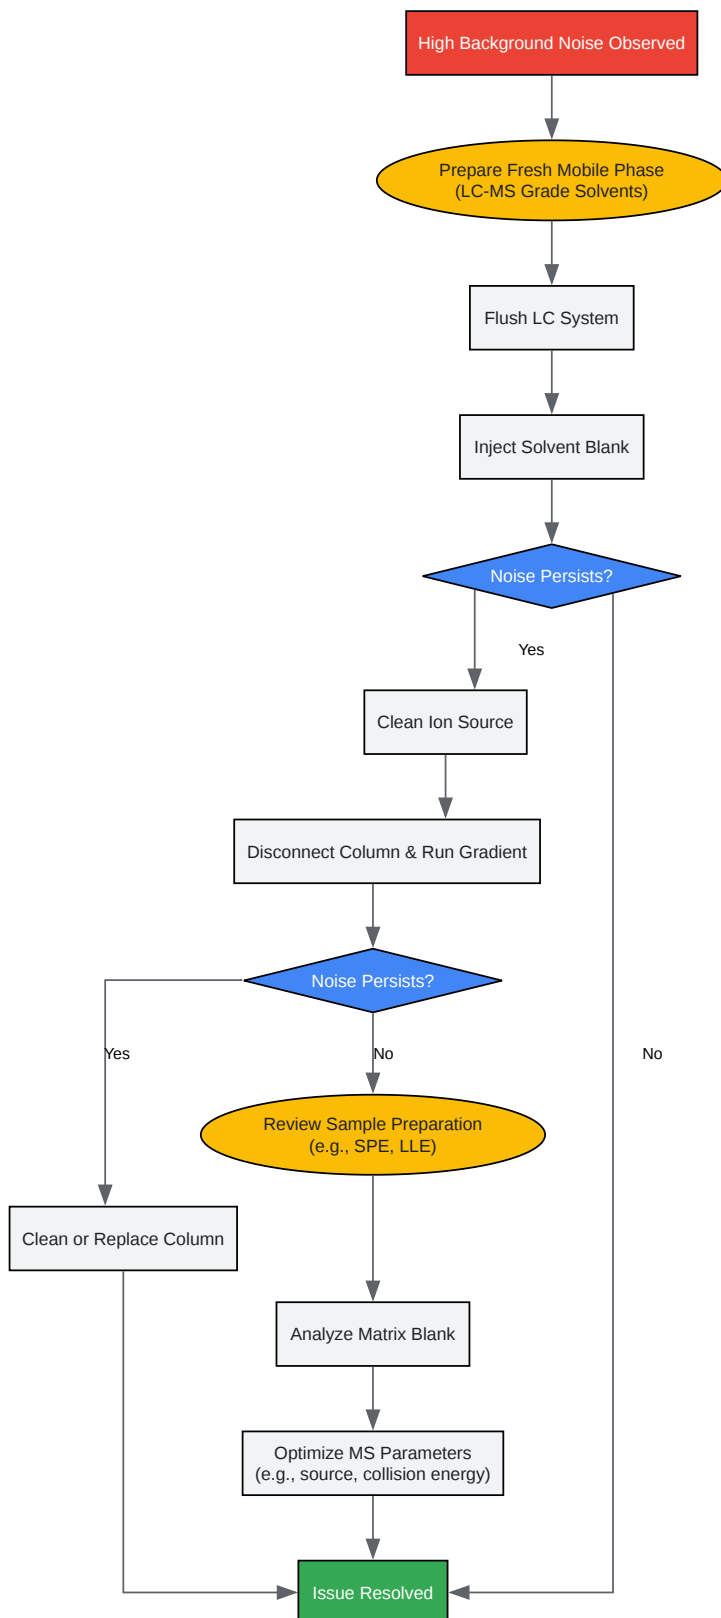 High Background Noise Observed
Prepare Fresh Mobile Phase
(LC-MS Grade Solvents)
Flush LC System
Inject Solvent Blank
Noise Persists?
Yes
Clean Ion Source
Disconnect Column & Run Gradient
Noise Persists?
Yes
No
No
Review Sample Preparation
(e.g., SPE, LLE)
Clean or Replace Column
Analyze Matrix Blank
Optimize MS Parameters
(e.g., source, collision energy)
Issue Resolved